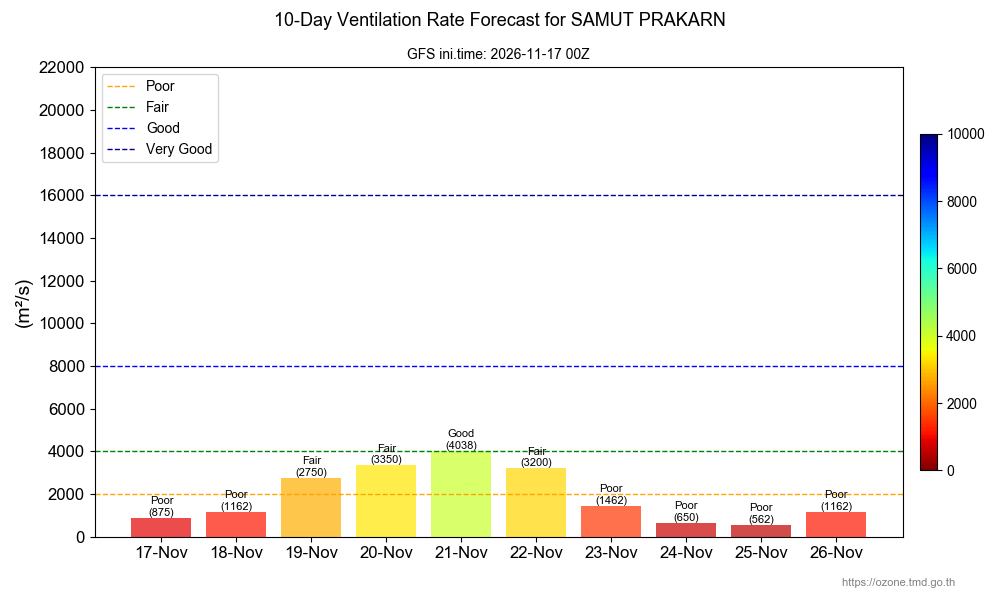 10-Day Ventilation Rate Forecast for SAMUT PRAKARN
GFS ini.time: 2026-11-17 00Z
22000
20000
18000
16000
14000
12000
10000
8000
6000
4000
2000
0
(m²/s)
Poor
Fair
Good
Very Good
Poor
(875)
Poor
(1162)
Fair
(2750)
Fair
(3350)
Good
(4038)
Fair
(3200)
Poor
(1462)
Poor
(650)
Poor
(562)
Poor
(1162)
17-Nov 18-Nov 19-Nov 20-Nov 21-Nov 22-Nov 23-Nov 24-Nov 25-Nov 26-Nov
10000
8000
6000
4000
2000
0
https://ozone.tmd.go.th